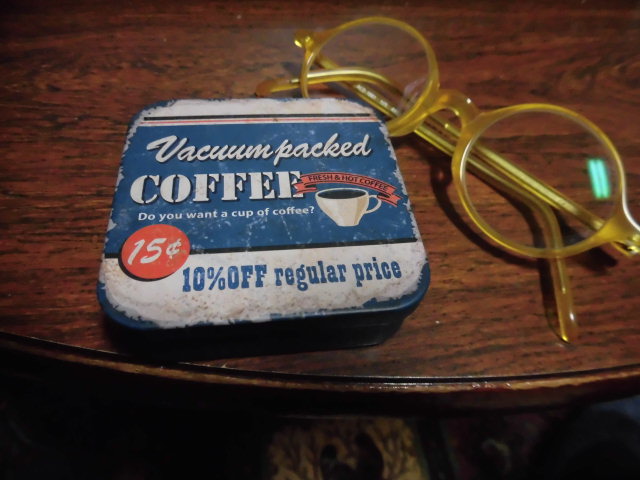 Vacuum packed
COFFEE
FRESH & HOT COFFEE
Do you want a cup of coffee?
15¢
10%OFF regular price